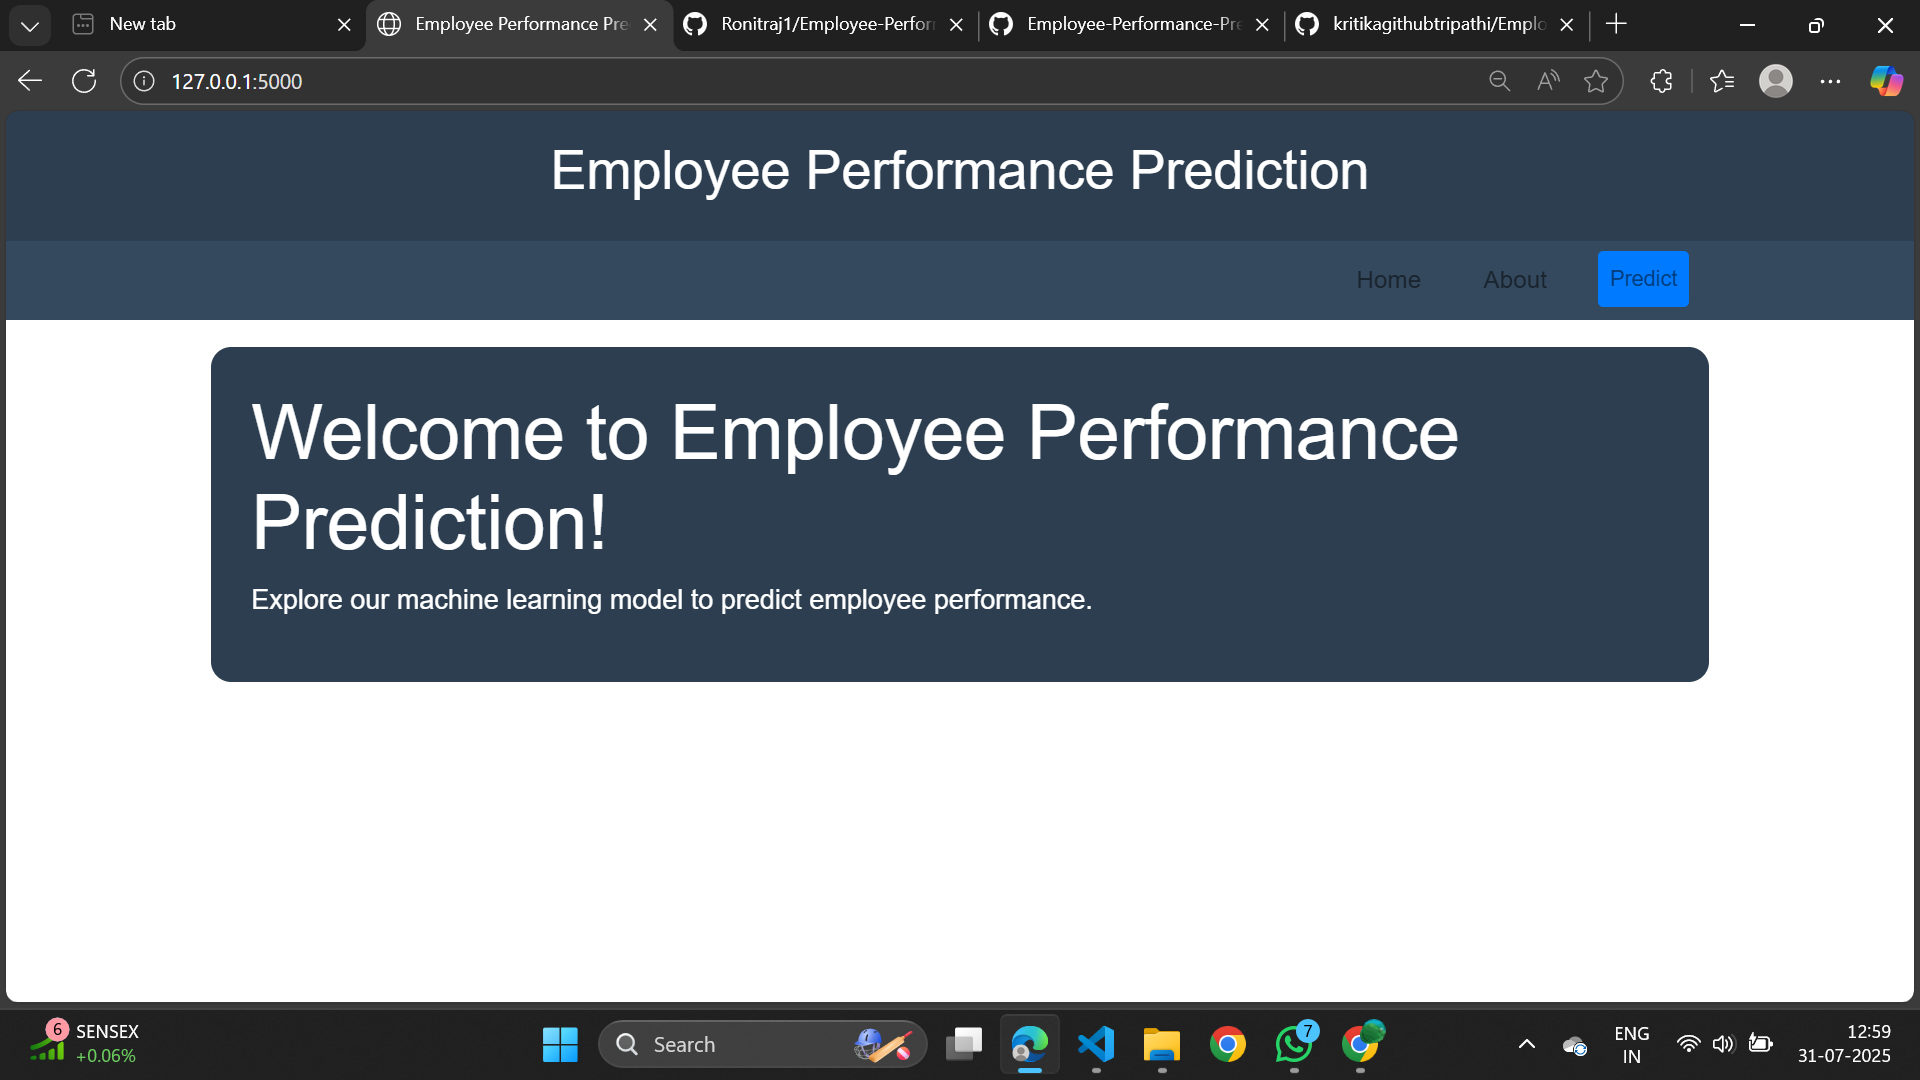 New tab
Employee Performance Pre
Ronitraj1/Employee-Perfor
Employee-Performance-Pre
kritikagithubtripathi/Emplo
127.0.0.1:5000
Employee Performance Prediction
Home
About
Predict
Welcome to Employee Performance
Prediction!
Explore our machine learning model to predict employee performance.
6
SENSEX
+0.06%
Search
7
ENG
IN
12:59
31-07-2025